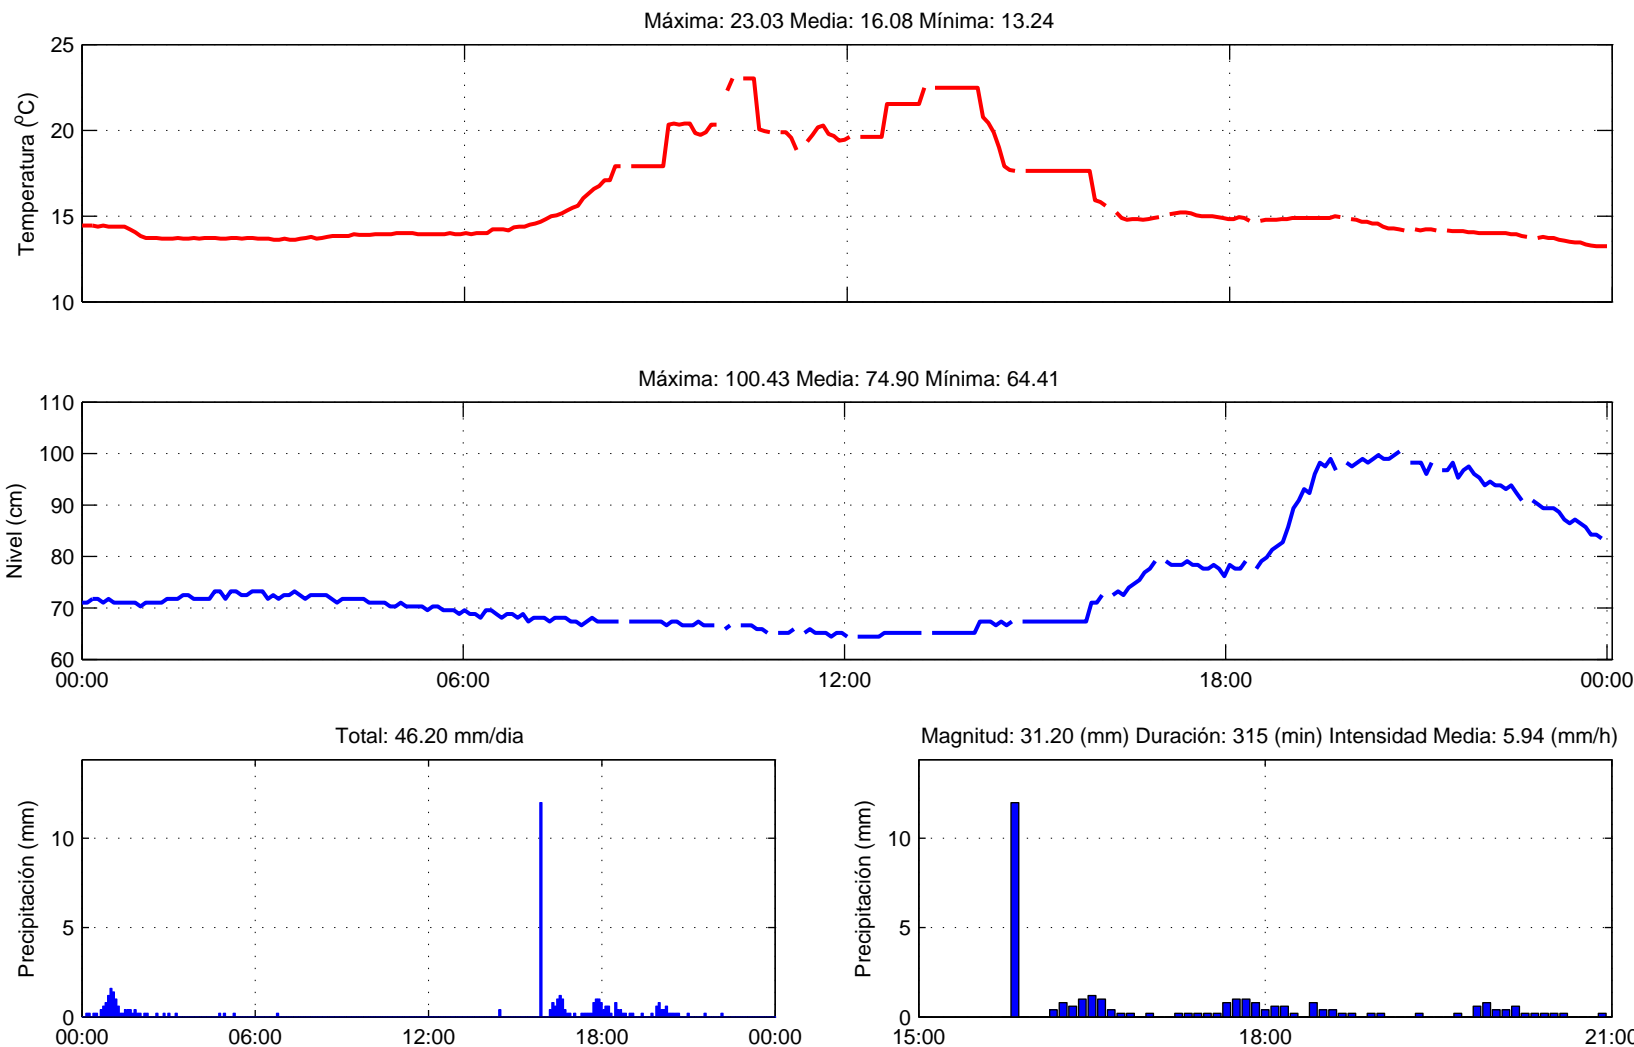 Máxima: 23.03 Media: 16.08 Mínima: 13.24
25
20
15
10
Temperatura (ºC)
Máxima: 100.43 Media: 74.90 Mínima: 64.41
110
100
90
80
70
60
Nivel (cm)
00:00 06:00 12:00 18:00 00:00
Total: 46.20 mm/dia
10
5
0
Precipitación (mm)
00:00 06:00 12:00 18:00 00:00
Magnitud: 31.20 (mm) Duración: 315 (min) Intensidad Media: 5.94 (mm/h)
10
5
0
Precipitación (mm)
15:00 18:00 21:00